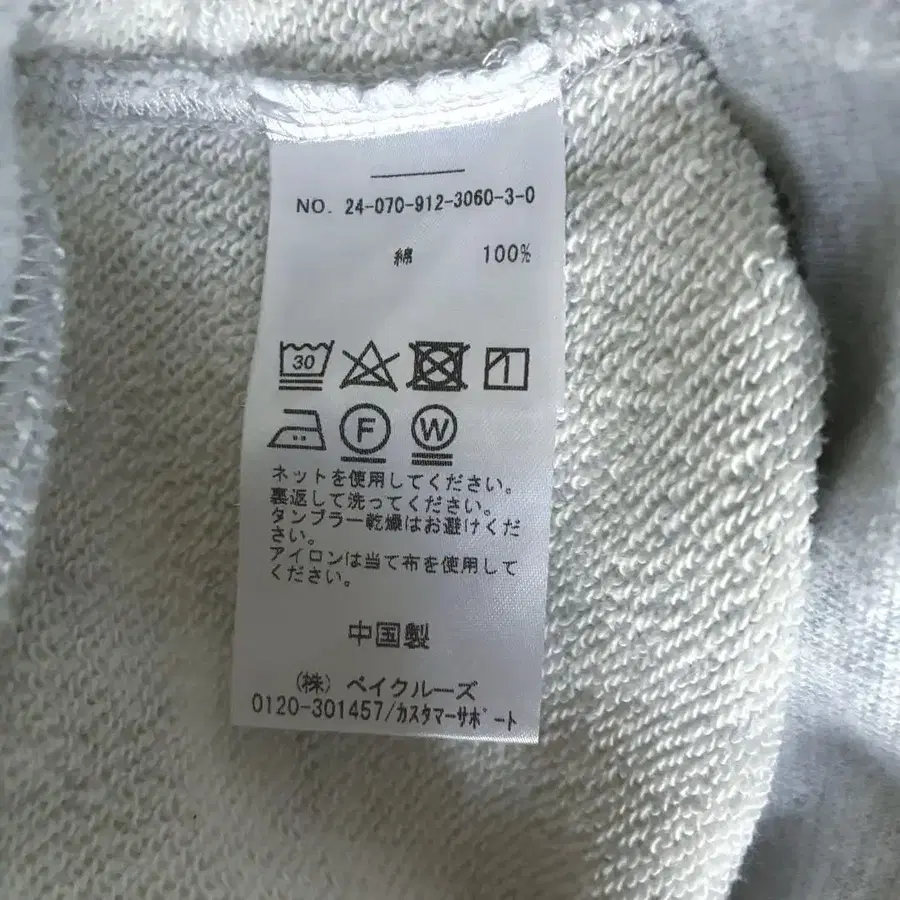 NO. 24-070-912-3060-3-0
綿 100%
30
F W
ネットを使用してください。
裏返して洗ってください。
タンブラー乾燥はお避けくだ
さい。
アイロンは当て布を使用して
ください。
中国製
(株) ベイクルーズ
0120-301457/カスタマーサポート